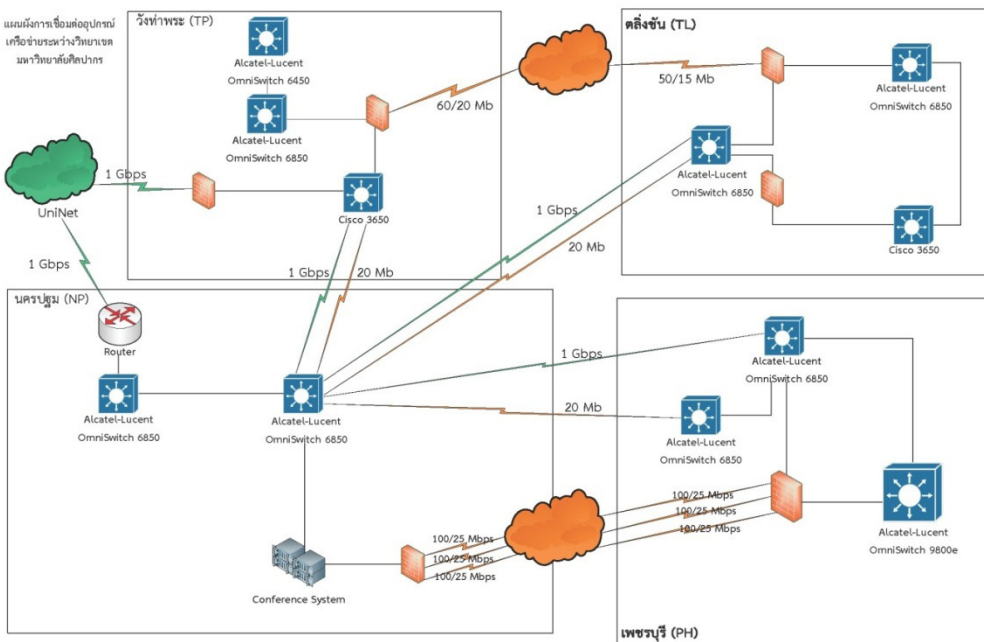 แผนผังการเชื่อมต่ออุปกรณ์
เครือข่ายระหว่างวิทยาเขต
มหาวิทยาลัยศิลปากร
วังท่าพระ (TP)
Alcatel-Lucent
OmniSwitch 6450
Alcatel-Lucent
OmniSwitch 6850
60/20 Mb
1 Gbps
UniNet
Cisco 3650
1 Gbps
20 Mb
ตลิ่งชัน (TL)
50/15 Mb
Alcatel-Lucent
OmniSwitch 6850
Alcatel-Lucent
OmniSwitch 6850
Cisco 3650
1 Gbps
20 Mb
1 Gbps
นครปฐม (NP)
Router
Alcatel-Lucent
OmniSwitch 6850
Alcatel-Lucent
OmniSwitch 6850
Conference System
100/25 Mbps
100/25 Mbps
100/25 Mbps
1 Gbps
20 Mb
Alcatel-Lucent
OmniSwitch 6850
Alcatel-Lucent
OmniSwitch 6850
100/25 Mbps
100/25 Mbps
100/25 Mbps
Alcatel-Lucent
OmniSwitch 9800e
เพชรบุรี (PH)